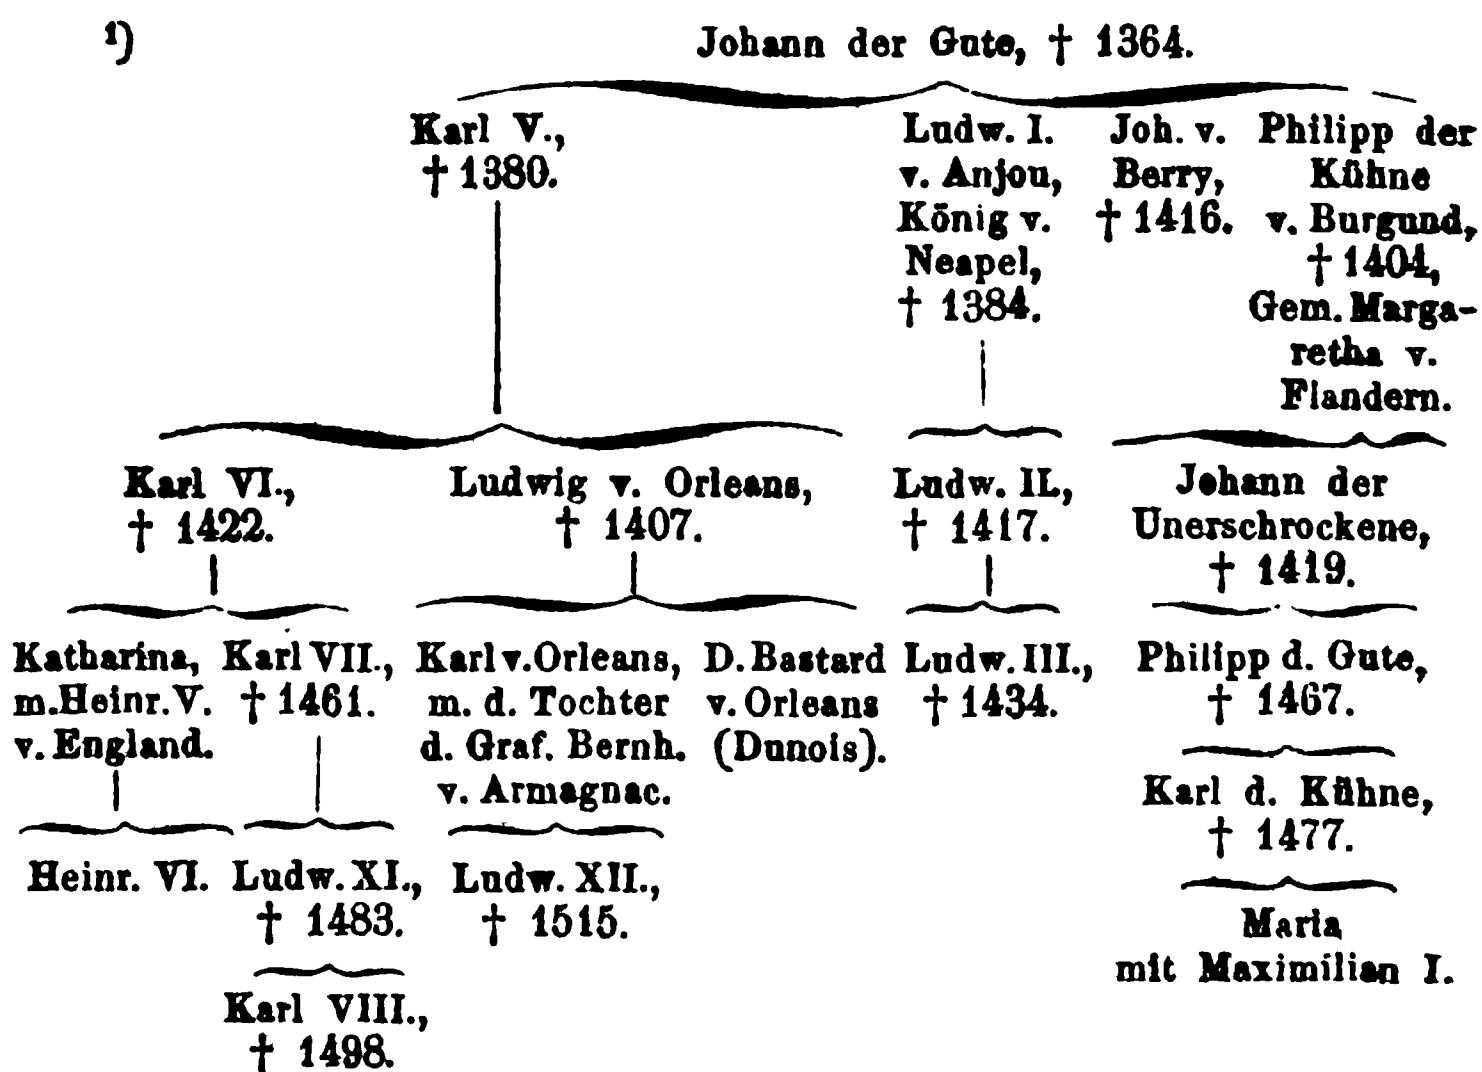 1)
Johann der Gute, † 1364.
Karl V.,
† 1380.
Ludw. I.
v. Anjou,
König v.
Neapel,
† 1384.
Joh. v.
Berry,
† 1416.
Philipp der
Kühne
v. Burgund,
† 1404,
Gem. Marga-
retha v.
Flandern.
Karl VI.,
† 1422.
Ludwig v. Orleans,
† 1407.
Ludw. II.,
† 1417.
Johann der
Unerschrockene,
† 1419.
Katharina,
m. Heinr. V.
v. England.
Karl VII.,
† 1461.
Karl v. Orleans,
m. d. Tochter
d. Graf. Bernh.
v. Armagnac.
D. Bastard
v. Orleans
(Dunois).
Ludw. III.,
† 1434.
Philipp d. Gute,
† 1467.
Karl d. Kühne,
† 1477.
Heinr. VI.
Ludw. XI.,
† 1483.
Ludw. XII.,
† 1515.
Maria
mit Maximilian I.
Karl VIII.,
† 1498.